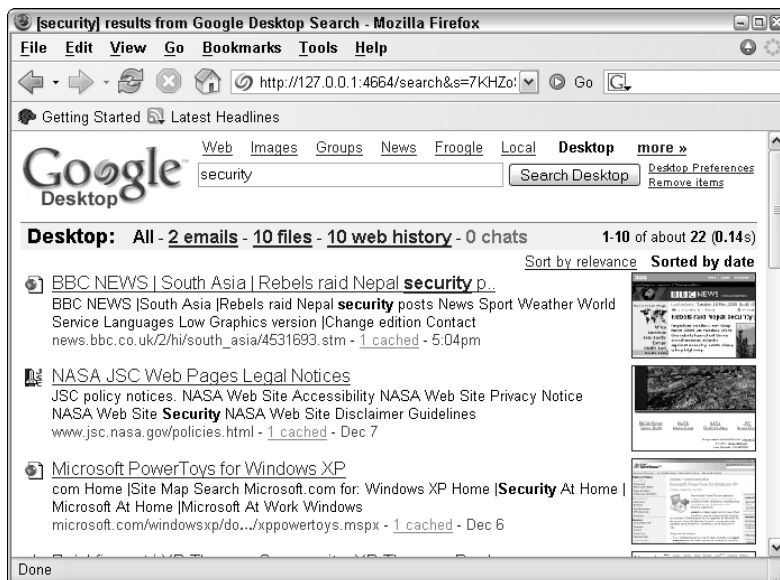 [security] results from Google Desktop Search - Mozilla Firefox
File Edit View Go Bookmarks Tools Help
http://127.0.0.1:4664/search&s=7KHZo Go G
Getting Started Latest Headlines
Web Images Groups News Froogle Local Desktop more »
Google Desktop
security Search Desktop Desktop Preferences
Remove items
Desktop: All - 2 emails - 10 files - 10 web history - 0 chats 1-10 of about 22 (0.14s)
Sort by relevance Sorted by date
BBC NEWS | South Asia | Rebels raid Nepal security p..
BBC NEWS |South Asia |Rebels raid Nepal security posts News Sport Weather World
Service Languages Low Graphics version |Change edition Contact
news.bbc.co.uk/2/hi/south_asia/4531693.stm - 1 cached - 5:04pm
BBC NEWS
Rebels raid Nepal security
NASA JSC Web Pages Legal Notices
JSC policy notices. NASA Web Site Accessibility NASA Web Site Privacy Notice
NASA Web Site Security NASA Web Site Disclaimer Guidelines
www.jsc.nasa.gov/policies.html - 1 cached - Dec 7
Microsoft PowerToys for Windows XP
com Home |Site Map Search Microsoft.com for: Windows XP Home |Security At Home |
Microsoft At Home |Microsoft At Work Windows
microsoft.com/windowsxp/do.../xppowertoys.mspx - 1 cached - Dec 6
Done